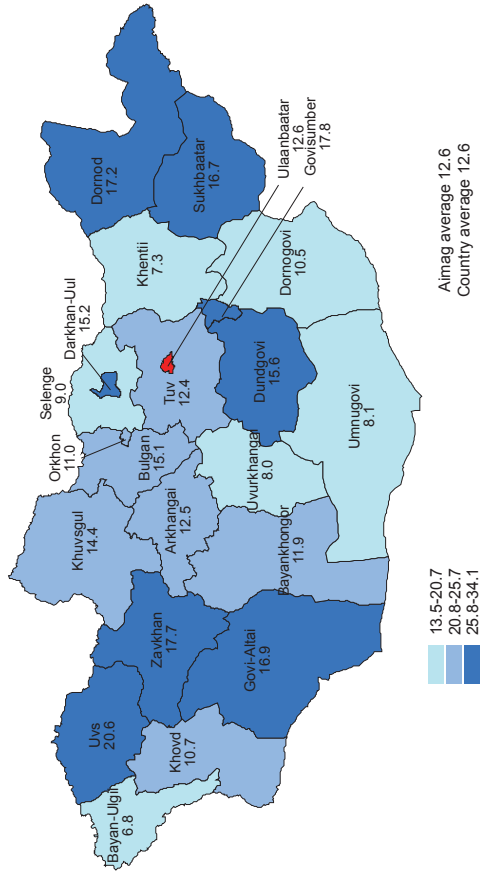 Uvs
20.6
Bayan-Ulgii
6.8
Khovd
10.7
Zavkhan
17.7
Govi-Altai
16.9
Khuvsgul
14.4
Arkhangai
12.5
Bayankhongor
11.9
Orkhon
11.0
Bulgan
15.1
Uvurkhangai
8.0
Selenge
9.0
Darkhan-Uul
15.2
Tuv
12.4
Dundgovi
15.6
Umnugovi
8.1
Khentii
7.3
Dornogovi
10.5
Dornod
17.2
Sukhbaatar
16.7
Ulaanbaatar
12.6
Govisumber
17.8
13.5-20.7
20.8-25.7
25.8-34.1
Aimag average 12.6
Country average 12.6